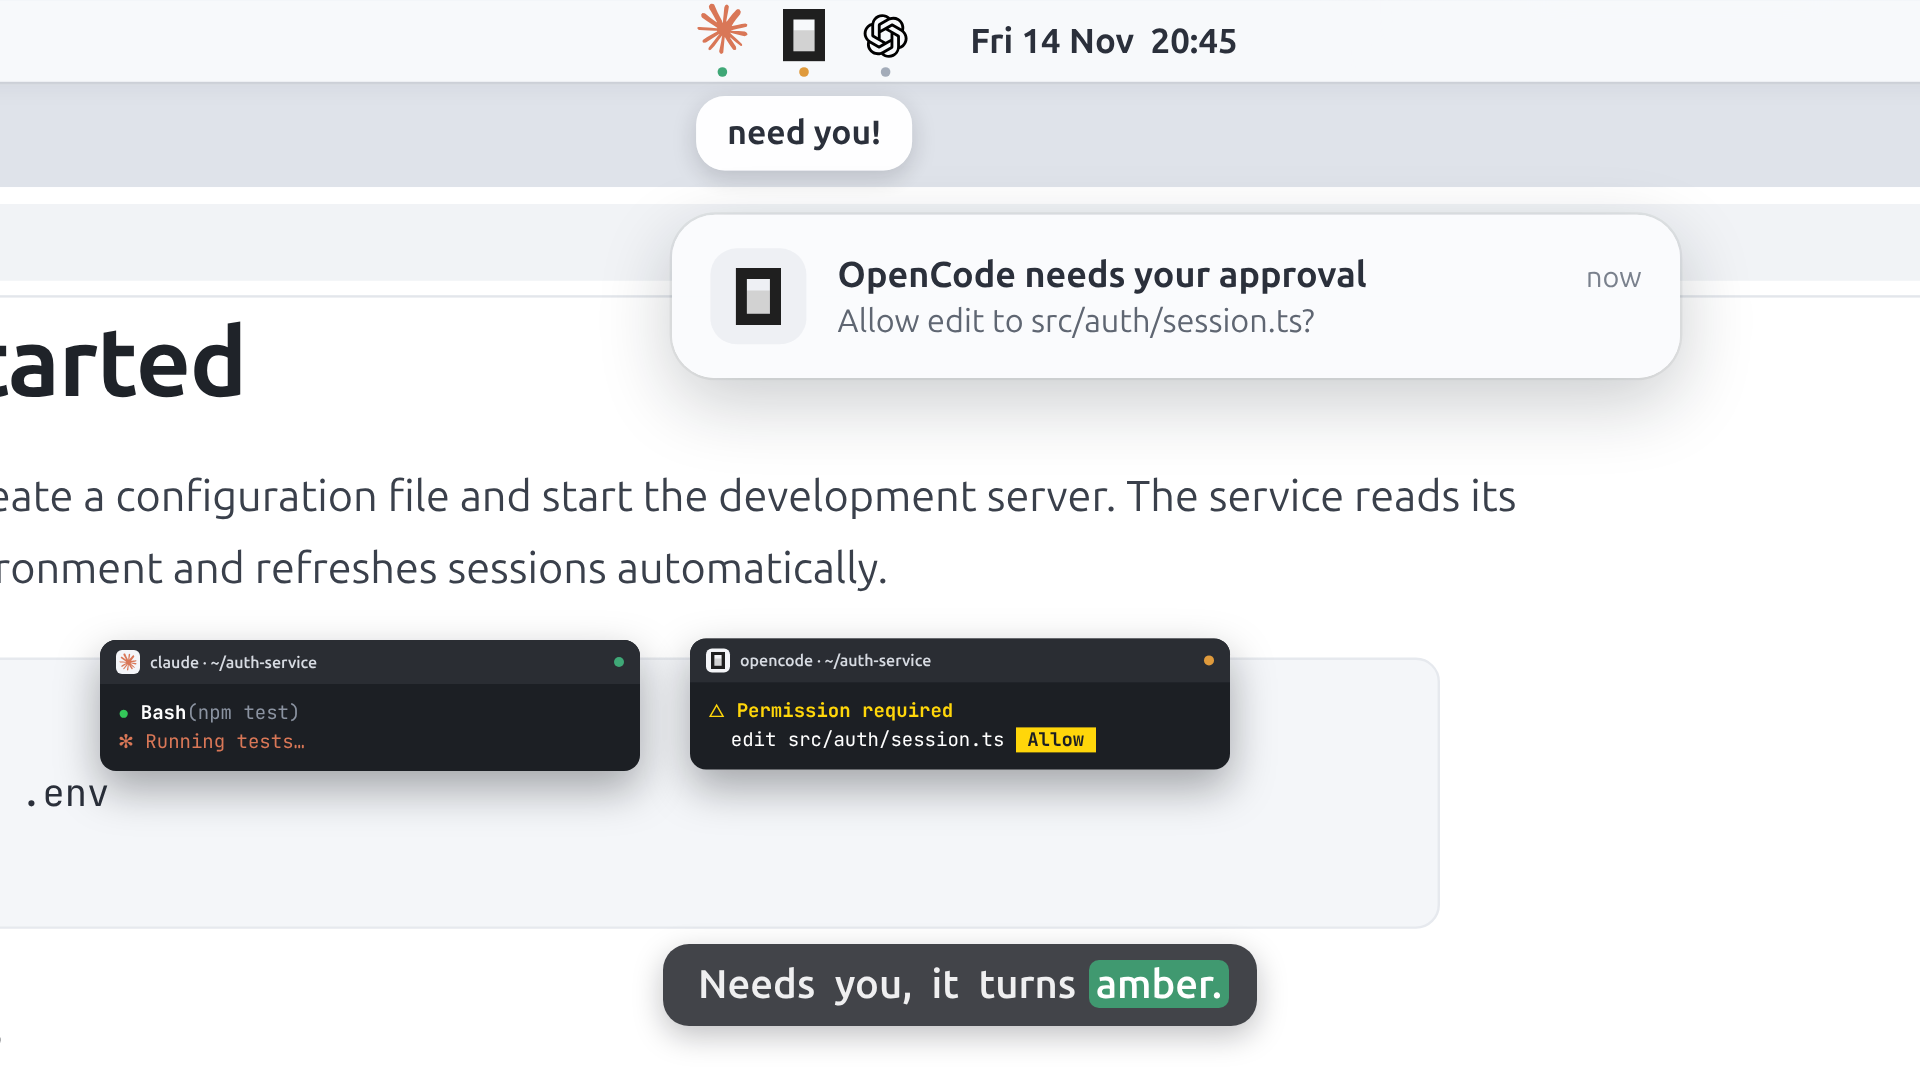 Fri 14 Nov 20:45
need you!
OpenCode needs your approval
now
Allow edit to src/auth/session.ts?
tarted
eate a configuration file and start the development server. The service reads its
ronment and refreshes sessions automatically.
claude · ~/auth-service
Bash(npm test)
Running tests…
opencode · ~/auth-service
Permission required
edit src/auth/session.ts Allow
.env
Needs you, it turns amber.